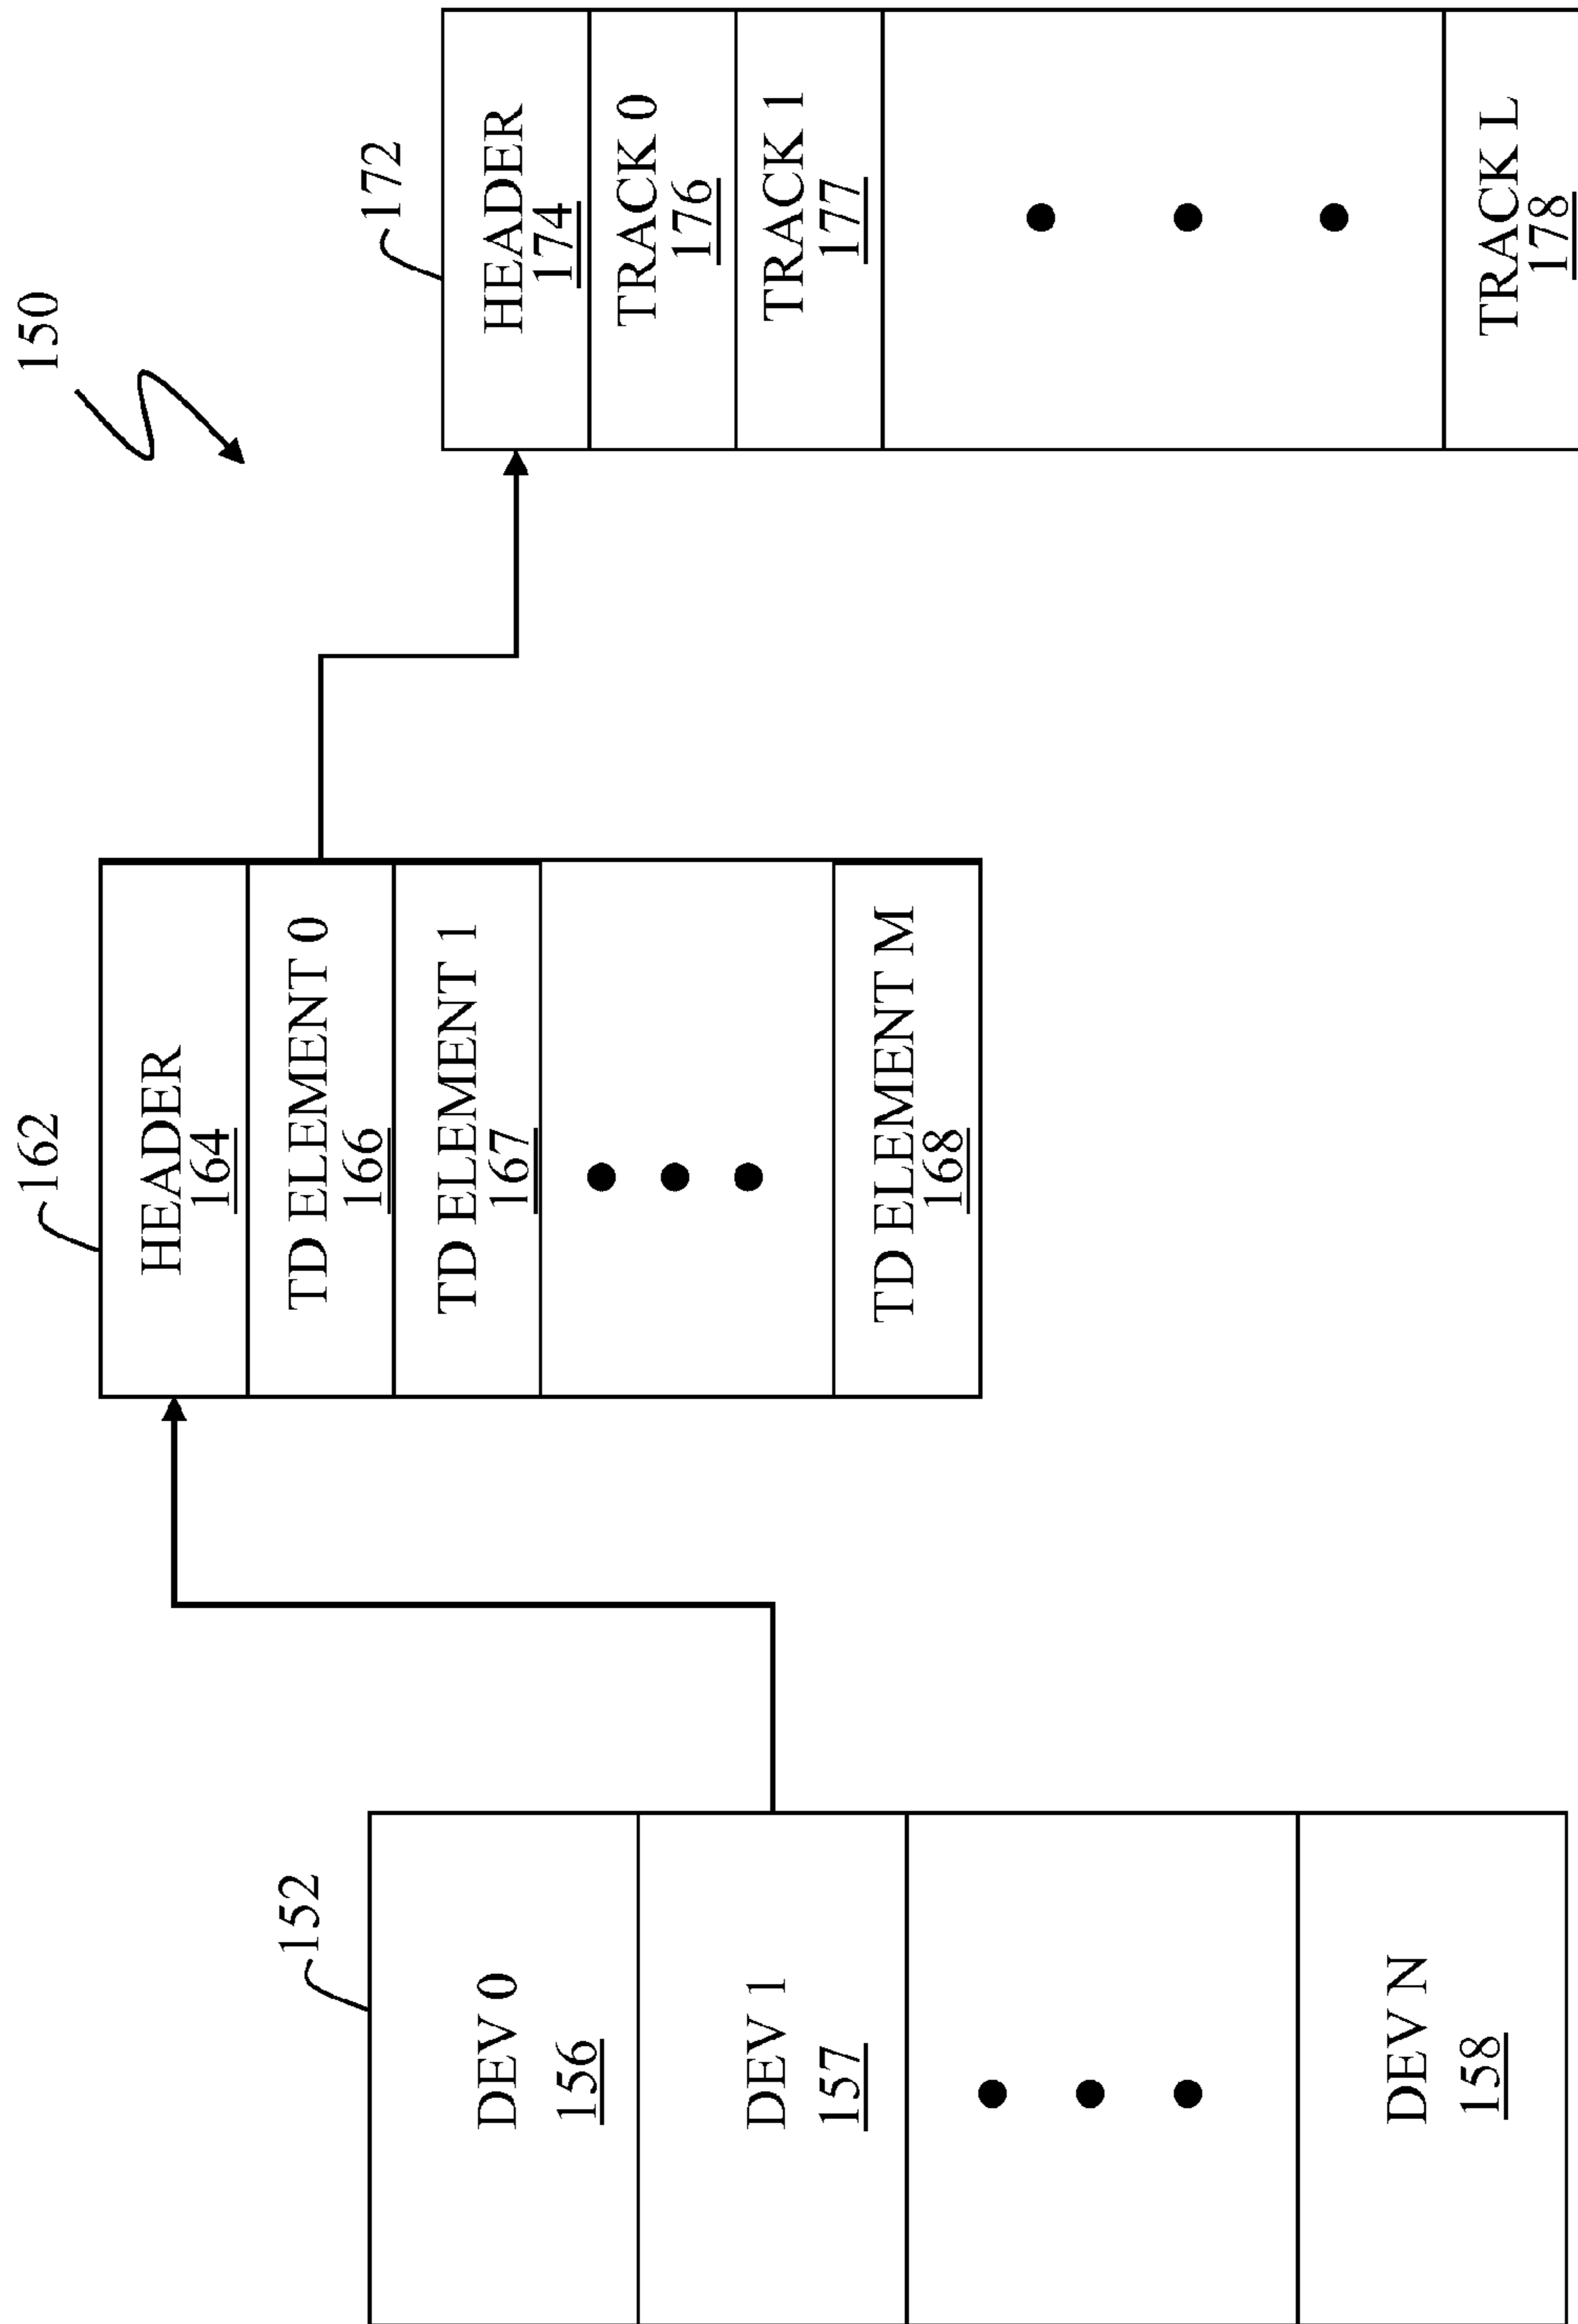 150
152
DEV 0
156
DEV 1
157
DEV N
158
162
HEADER
164
TD ELEMENT 0
166
TD ELEMENT 1
167
TD ELEMENT M
168
172
HEADER
174
TRACK 0
176
TRACK 1
177
TRACK L
178